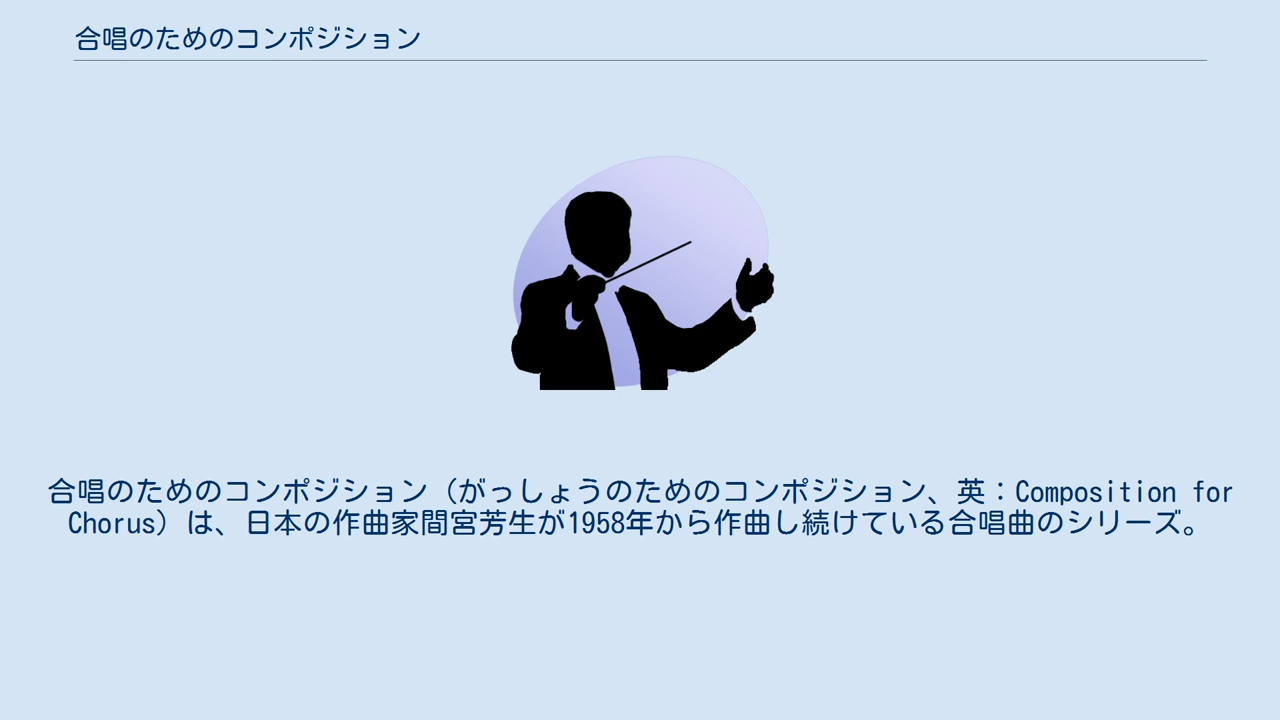 合唱のためのコンポジション
合唱のためのコンポジション（がっしょうのためのコンポジション、英：Composition for
Chorus）は、日本の作曲家間宮芳生が1958年から作曲し続けている合唱曲のシリーズ。